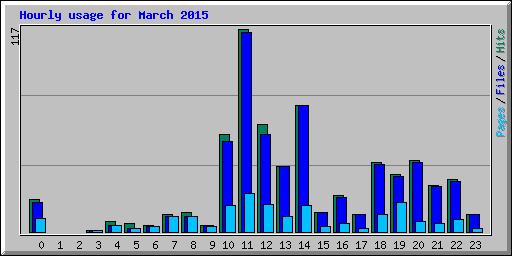 Hourly usage for March 2015
117
Pages / Files / Hits
0 1 2 3 4 5 6 7 8 9 10 11 12 13 14 15 16 17 18 19 20 21 22 23